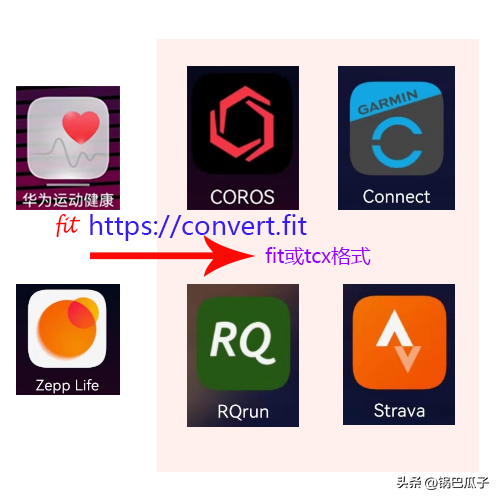 COROS
GARMIN
Connect
华为运动健康
fit https://convert.fit
fit或tcx格式
Zepp Life
RQ
RQrun
Strava
头条 @锅巴瓜子